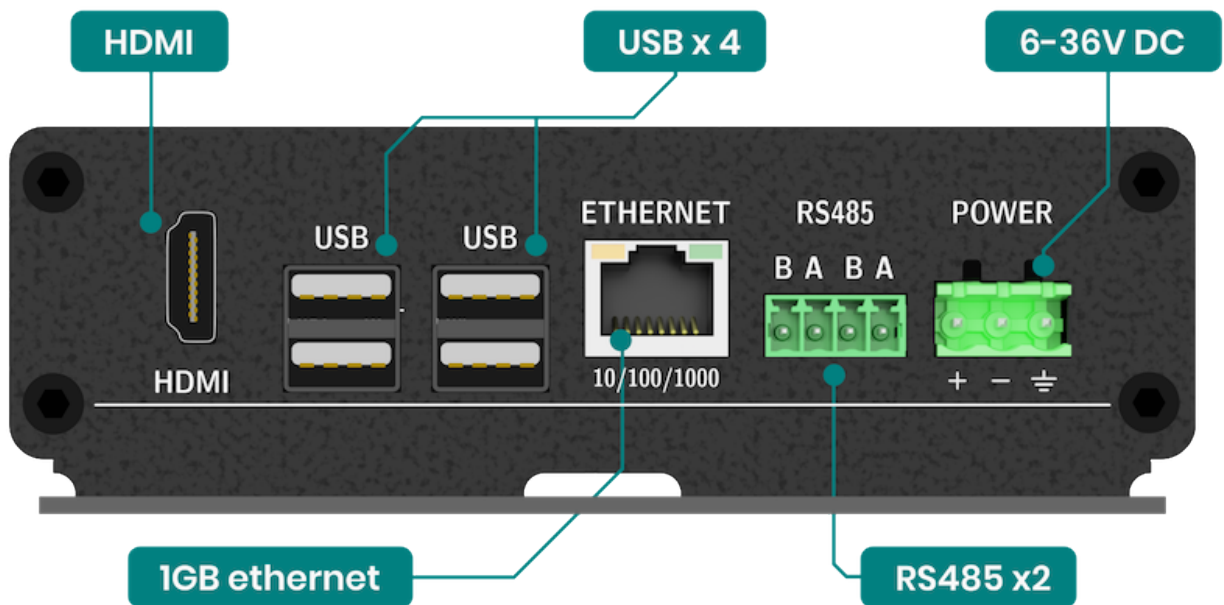 HDMI
USB x 4
6-36V DC
USB
USB
ETHERNET
RS485
POWER
B A B A
HDMI
10/100/1000
+ −
1GB ethernet
RS485 x2